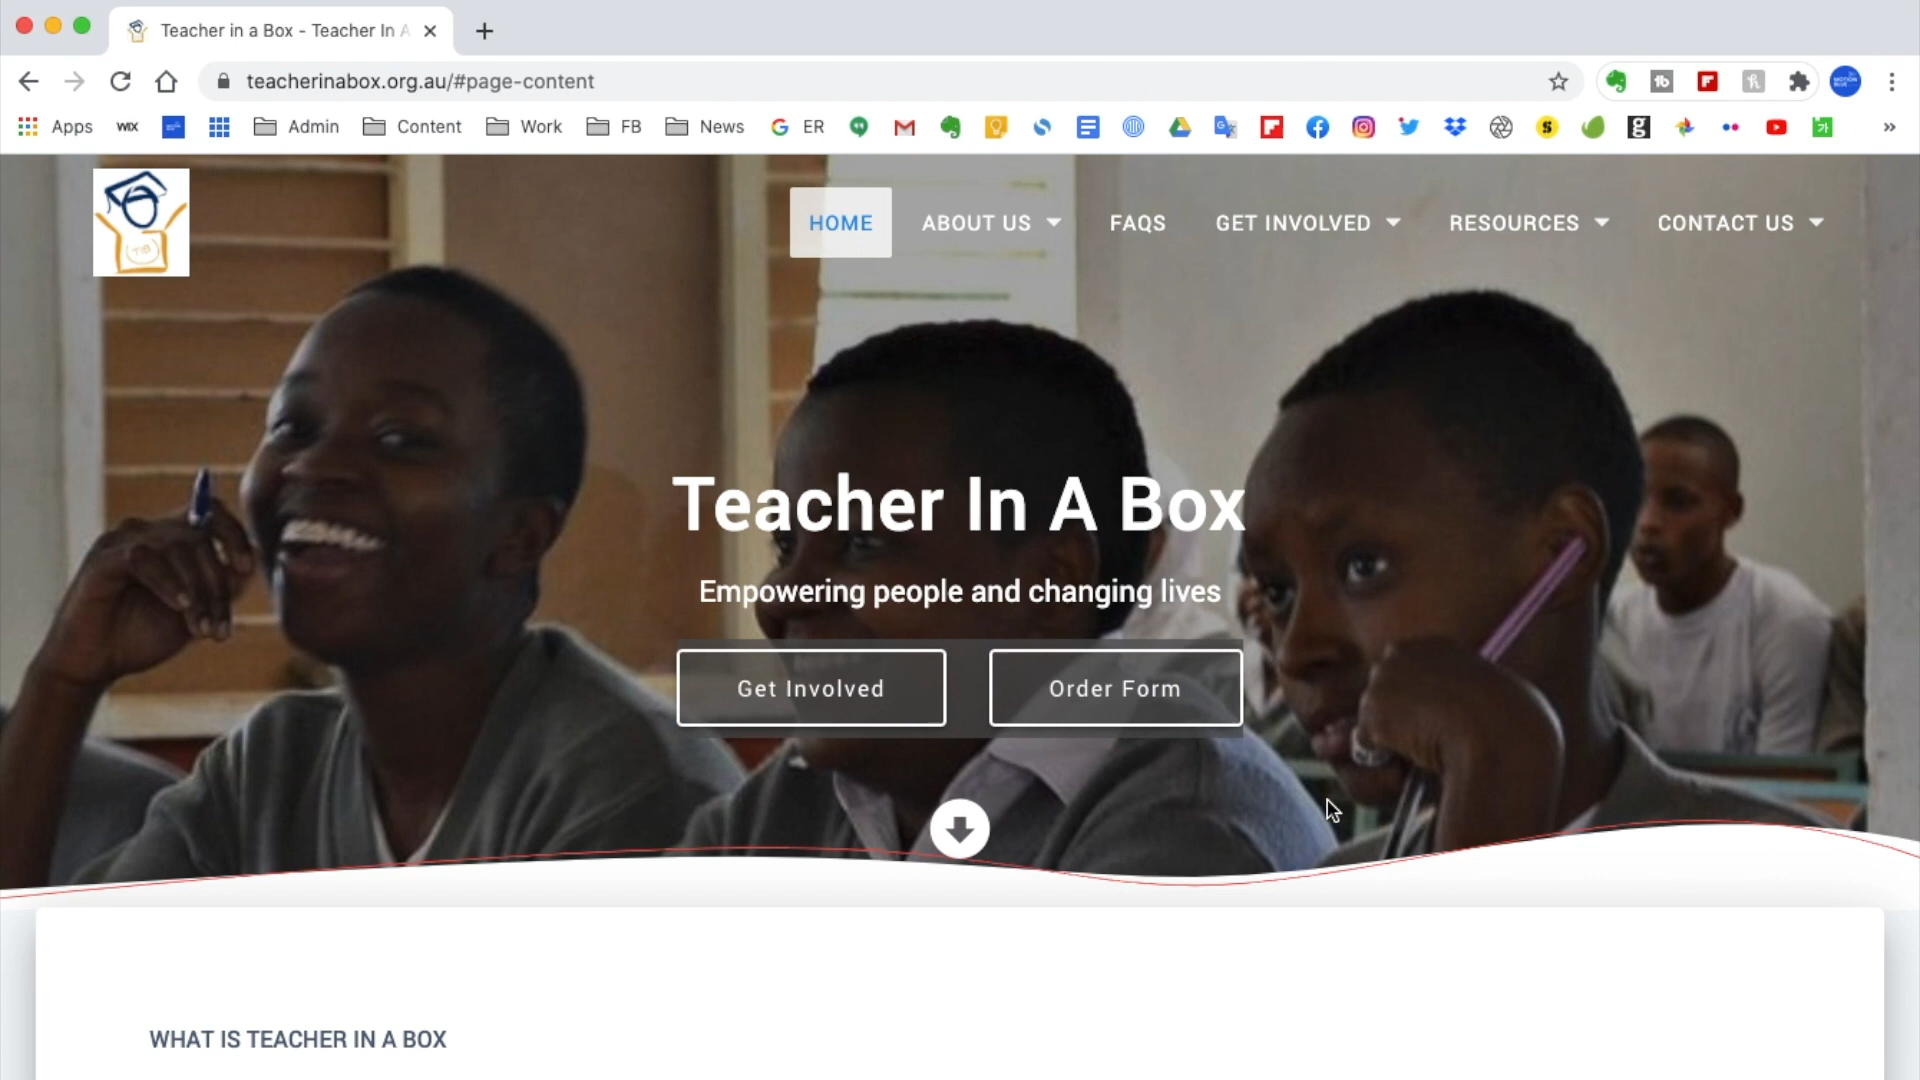 Teacher in a Box - Teacher In A
teacherinabox.org.au/#page-content
Apps WIX Admin Content Work FB News ER
HOME ABOUT US FAQS GET INVOLVED RESOURCES CONTACT US
Teacher In A Box
Empowering people and changing lives
Get Involved Order Form
WHAT IS TEACHER IN A BOX